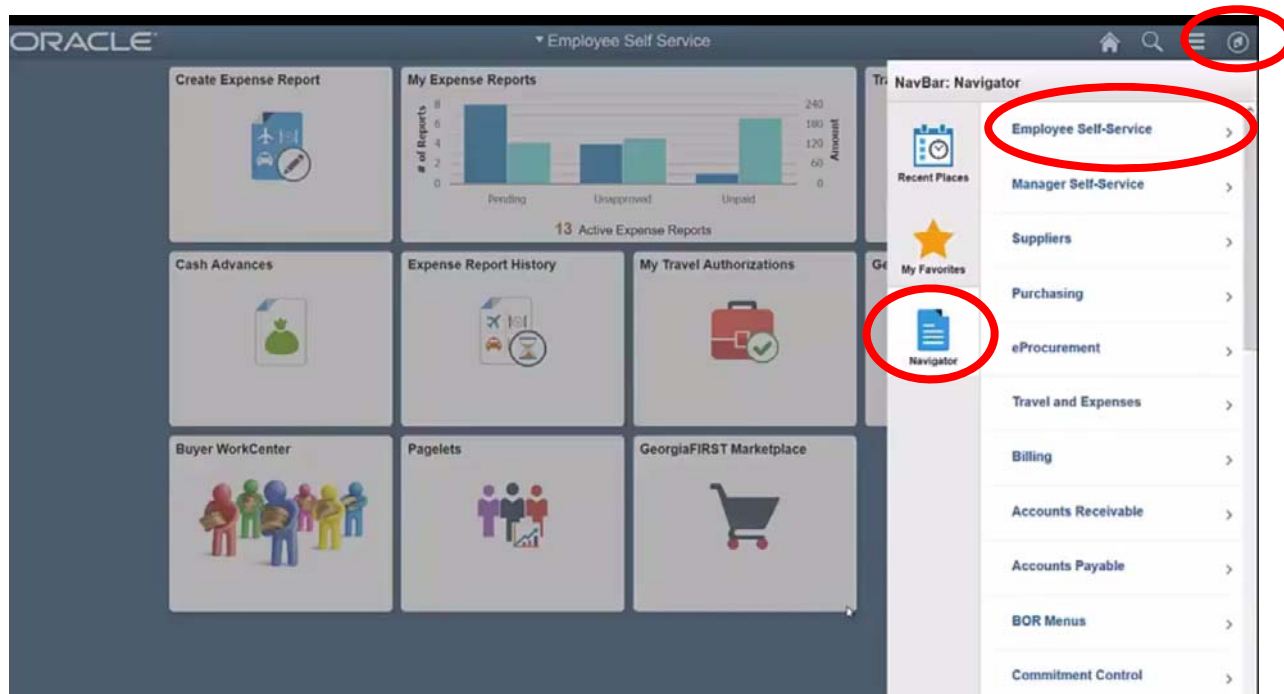 ORACLE
Employee Self Service
Create Expense Report
My Expense Reports
# of Reports
8
6
4
2
0
240
180
120
60
0
Amount
Pending
Unapproved
Unpaid
13 Active Expense Reports
Tr
Cash Advances
Expense Report History
My Travel Authorizations
Ge
Buyer WorkCenter
Pagelets
GeorgiaFIRST Marketplace
NavBar: Navigator
Recent Places
My Favorites
Navigator
Employee Self-Service
Manager Self-Service
Suppliers
Purchasing
eProcurement
Travel and Expenses
Billing
Accounts Receivable
Accounts Payable
BOR Menus
Commitment Control